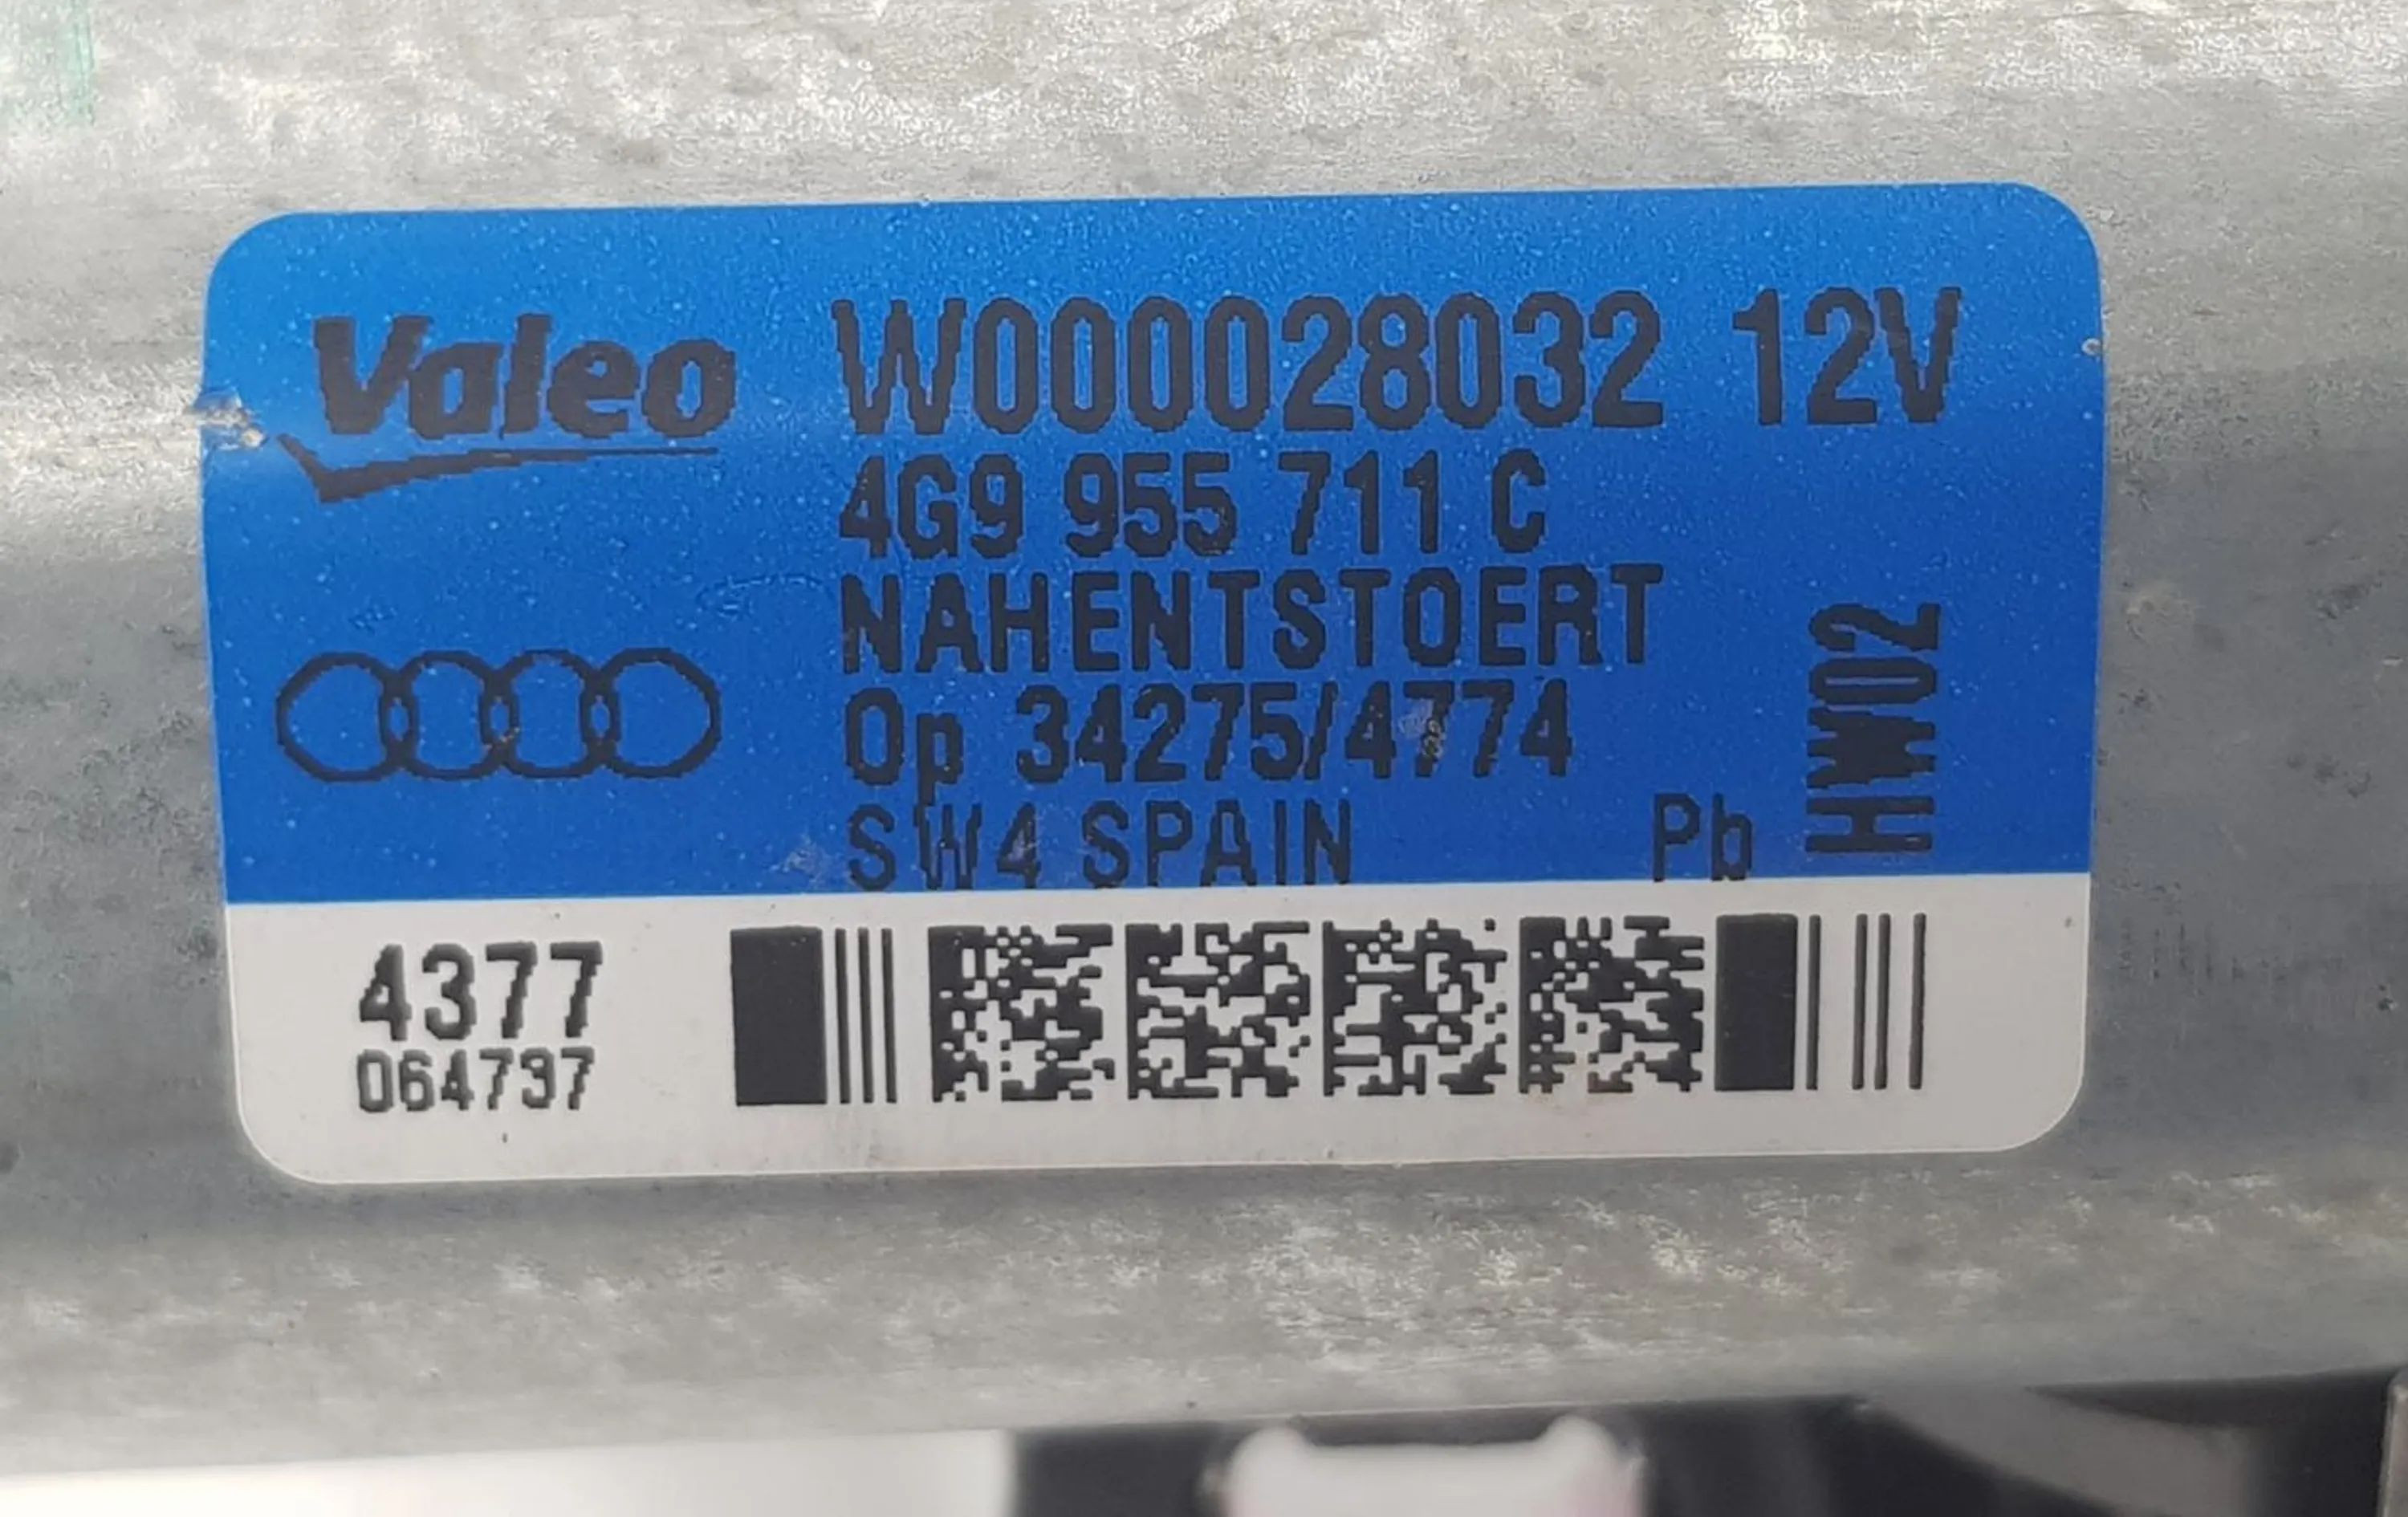 Valeo W000028032 12V
4G9 955 711 C
NAHENTSTOERT
Op 34275/4774
SW4 SPAIN Pb
HW02
4377
064737